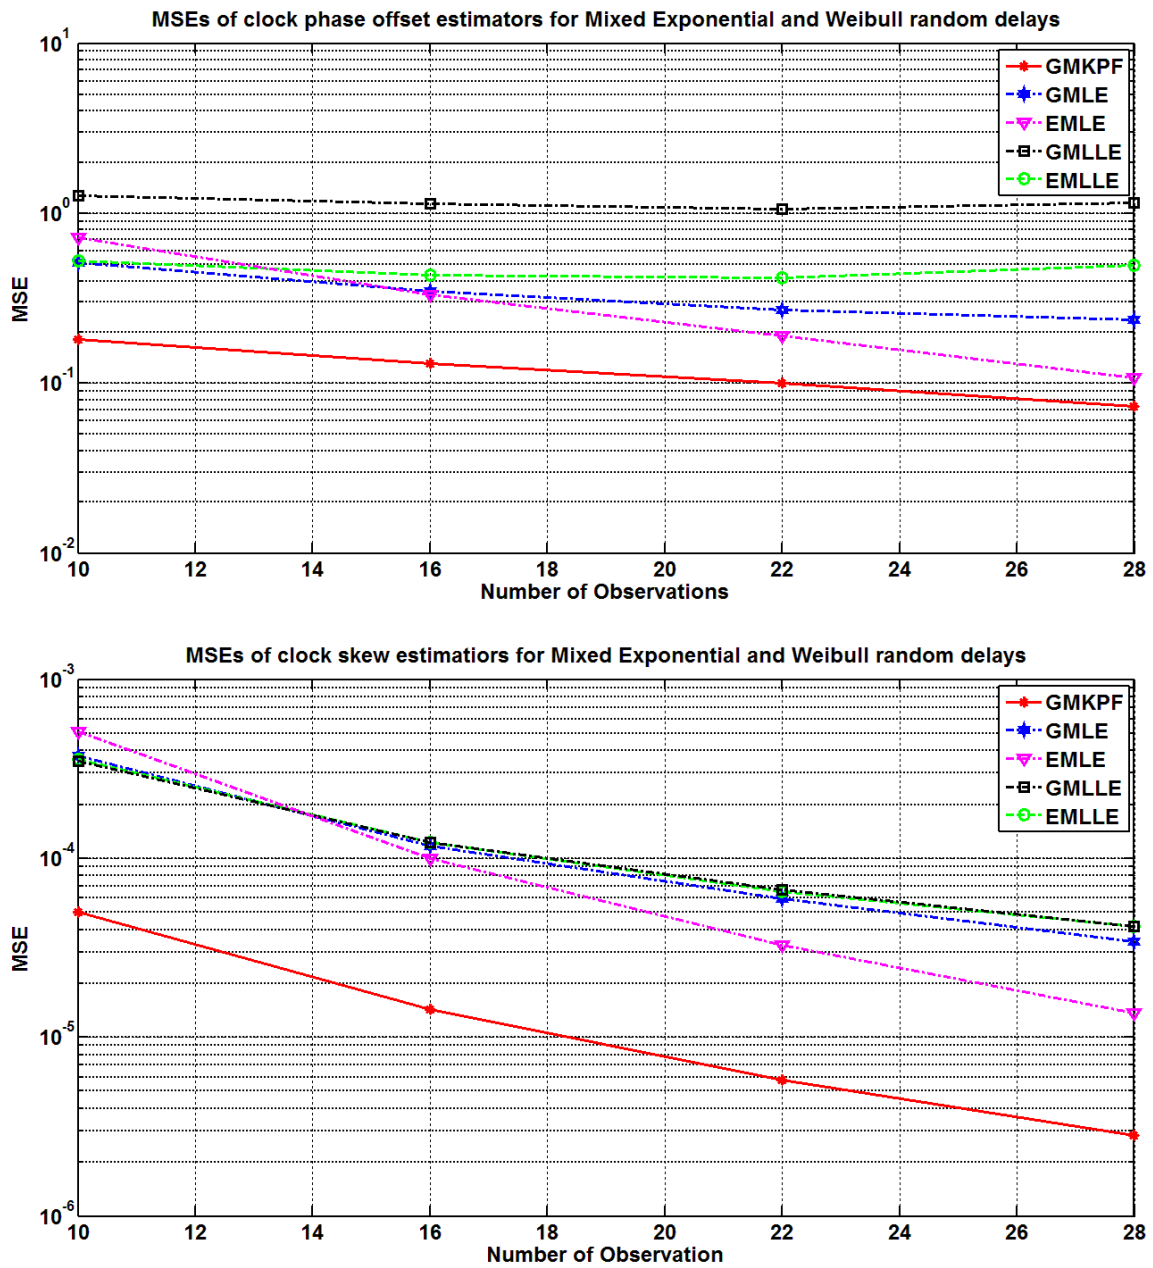 MSEs of clock phase offset estimators for Mixed Exponential and Weibull random delays
10^1
10^0
10^-1
10^-2
MSE
GMKPF
GMLE
EMLE
GMLLE
EMLLE
10 12 14 16 18 20 22 24 26 28
Number of Observations
MSEs of clock skew estimatiors for Mixed Exponential and Weibull random delays
10^-3
10^-4
10^-5
10^-6
MSE
GMKPF
GMLE
EMLE
GMLLE
EMLLE
10 12 14 16 18 20 22 24 26 28
Number of Observation